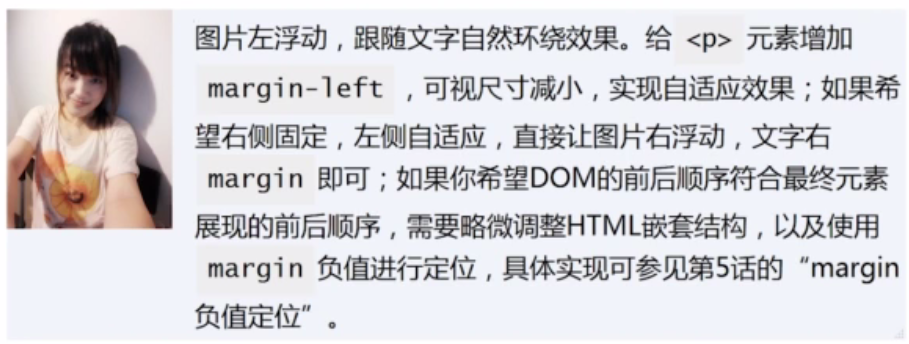 图片左浮动，跟随文字自然环绕效果。给 <p> 元素增加
margin-left ，可视尺寸减小，实现自适应效果；如果希
望右侧固定，左侧自适应，直接让图片右浮动，文字右
margin 即可；如果你希望DOM的前后顺序符合最终元素
展现的前后顺序，需要略微调整HTML嵌套结构，以及使用
margin 负值进行定位，具体实现可参见第5话的“margin
负值定位”。